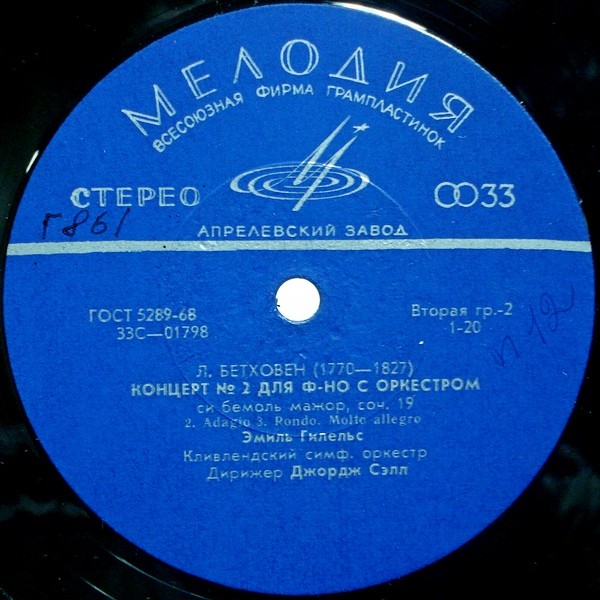 МЕЛОДИЯ
ВСЕСОЮЗНАЯ ФИРМА ГРАМПЛАСТИНОК
СТЕРЕО
33
Г861
АПРЕЛЕВСКИЙ ЗАВОД
ГОСТ 5289-68
Вторая гр.-2
33С—01798
1-20
п12
Л. БЕТХОВЕН (1770—1827)
КОНЦЕРТ № 2 ДЛЯ Ф-НО С ОРКЕСТРОМ
си бемоль мажор, соч. 19
2. Adagio 3. Rondo. Molto allegro
Эмиль Гилельс
Кливлендский симф. оркестр
Дирижер Джордж Сэлл